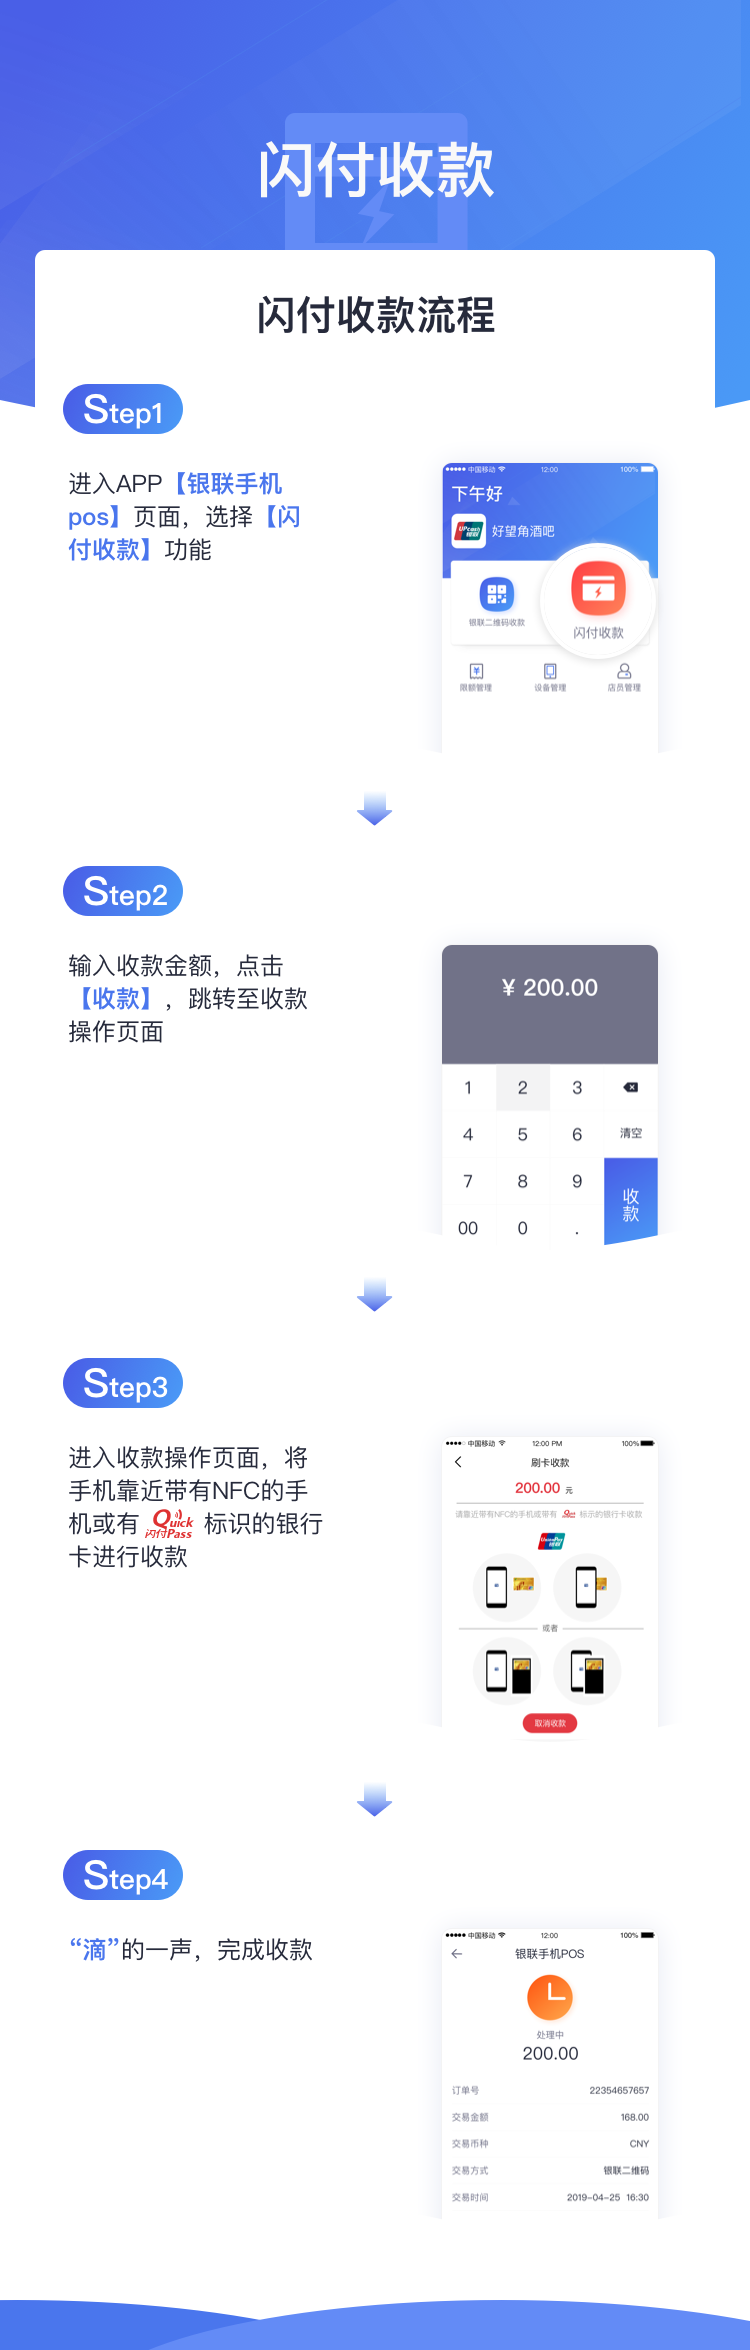 闪付收款
闪付收款流程
Step1
进入APP【银联手机
pos】页面，选择【闪
付收款】功能
中国移动 12:00 100%
下午好
好望角酒吧
银联二维码收款
闪付收款
限额管理 设备管理 店员管理
Step2
输入收款金额，点击
【收款】，跳转至收款
操作页面
¥ 200.00
1 2 3
4 5 6 清空
7 8 9 收款
00 0 .
Step3
进入收款操作页面，将
手机靠近带有NFC的手
机或有 Quick Pass 闪付 标识的银行
卡进行收款
中国移动 12:00 PM 100%
刷卡收款
200.00 元
请靠近带有NFC的手机或带有 标示的银行卡收款
或者
取消收款
Step4
“滴”的一声，完成收款
中国移动 12:00 100%
银联手机POS
处理中
200.00
订单号 22354657657
交易金额 168.00
交易币种 CNY
交易方式 银联二维码
交易时间 2019-04-25 16:30